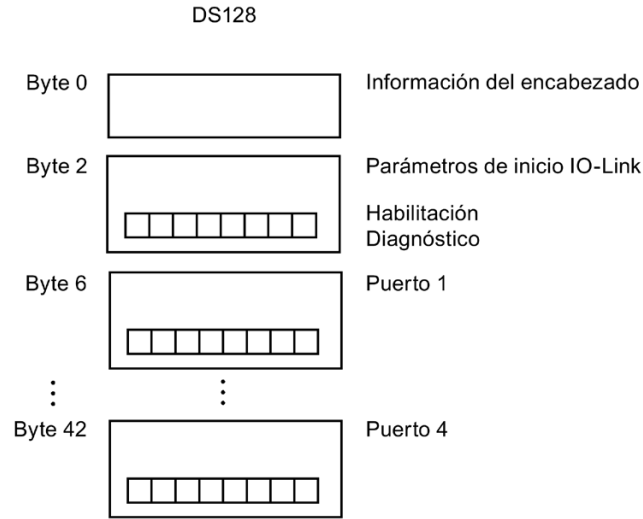 DS128
Byte 0
Información del encabezado
Byte 2
Parámetros de inicio IO-Link
Habilitación
Diagnóstico
Byte 6
Puerto 1
Byte 42
Puerto 4